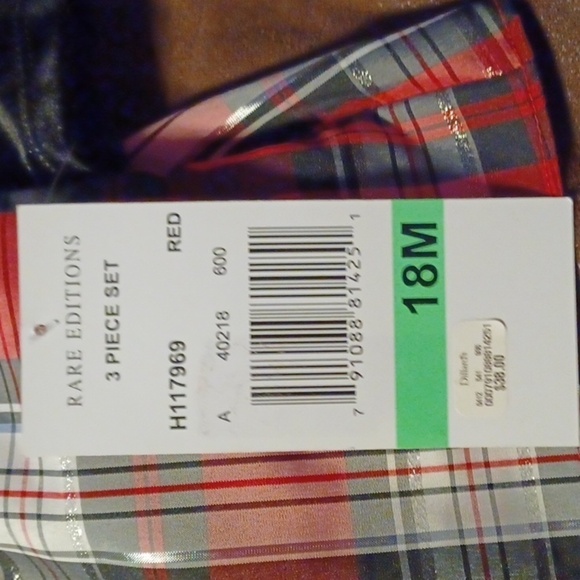 RARE EDITIONS
3 PIECE SET
H117969 RED
A 40218 600
7 91088 81425 1
18M
Dillard's
$38.00